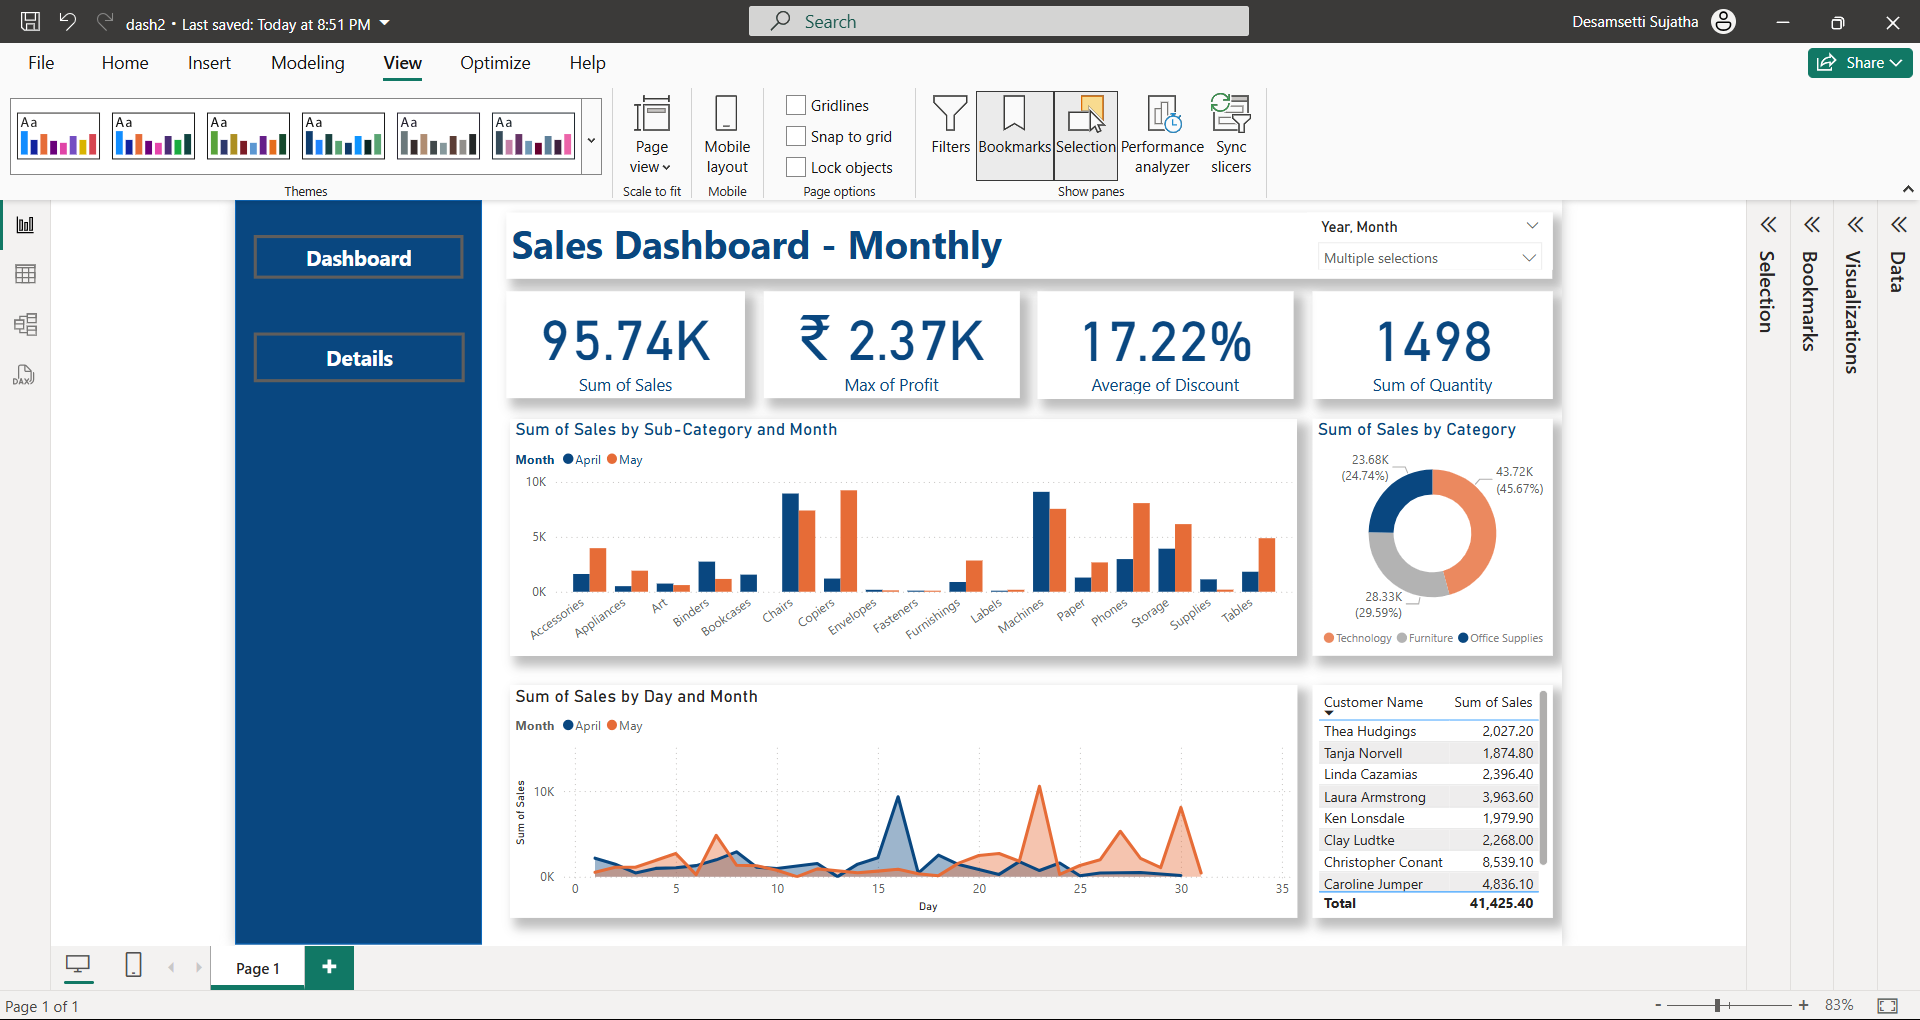 dash2 • Last saved: Today at 8:51 PM
Search
Desamsetti Sujatha
File Home Insert Modeling View Optimize Help
Share
Aa Aa Aa Aa Aa Aa
Themes
Page view
Scale to fit
Mobile layout
Mobile
Gridlines
Snap to grid
Lock objects
Page options
Filters
Bookmarks
Selection
Performance analyzer
Sync slicers
Show panes
DAX
Dashboard
Details
Sales Dashboard - Monthly
Year, Month
Multiple selections
95.74K
Sum of Sales
₹ 2.37K
Max of Profit
17.22%
Average of Discount
1498
Sum of Quantity
Sum of Sales by Sub-Category and Month
Month April May
10K
5K
0K
Accessories Appliances Art Binders Bookcases Chairs Copiers Envelopes Fasteners Furnishings Labels Machines Paper Phones Storage Supplies Tables
Sum of Sales by Category
23.68K
(24.74%)
43.72K
(45.67%)
28.33K
(29.59%)
Technology Furniture Office Supplies
Sum of Sales by Day and Month
Month April May
Sum of Sales
10K
0K
0 5 10 15 20 25 30 35
Day
Customer Name Sum of Sales
Thea Hudgings 2,027.20
Tanja Norvell 1,874.80
Linda Cazamias 2,396.40
Laura Armstrong 3,963.60
Ken Lonsdale 1,979.90
Clay Ludtke 2,268.00
Christopher Conant 8,539.10
Caroline Jumper 4,836.10
Total 41,425.40
Selection
Bookmarks
Visualizations
Data
Page 1
+
Page 1 of 1
- + 83%